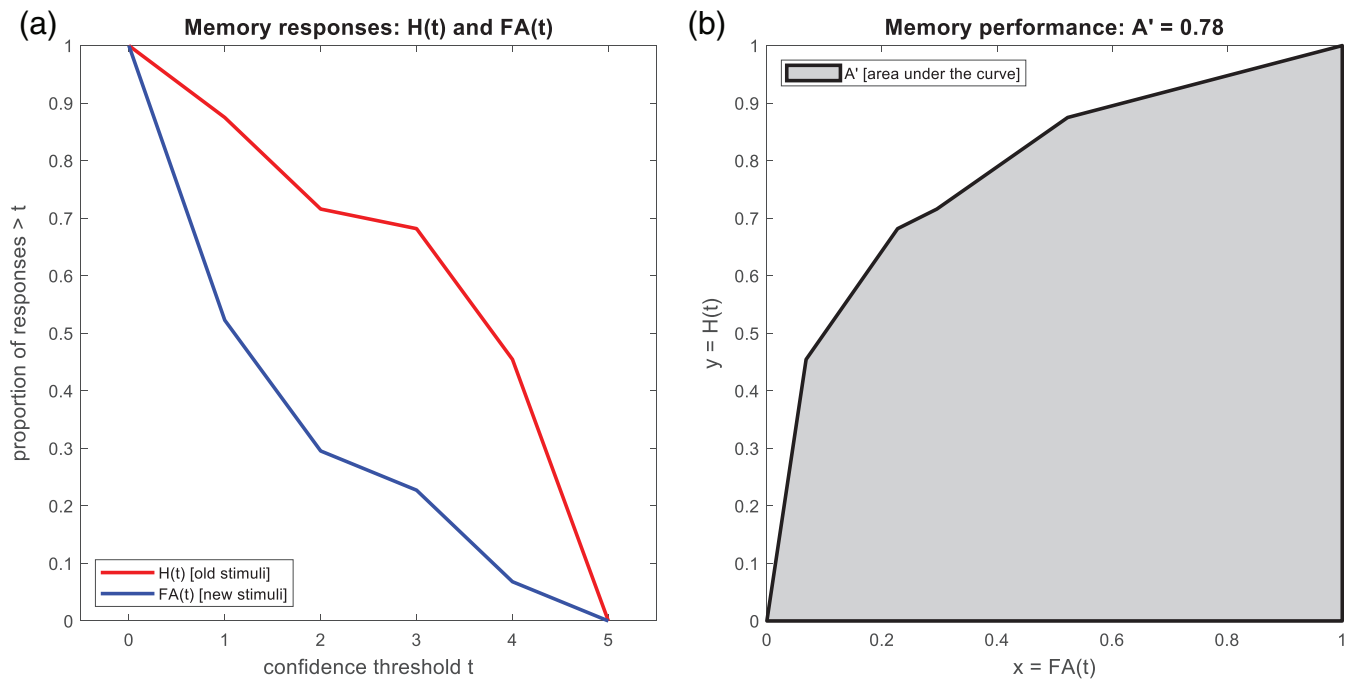 (a)
Memory responses: H(t) and FA(t)
1
0.9
0.8
0.7
0.6
0.5
0.4
0.3
0.2
0.1
0
proportion of responses > t
H(t) [old stimuli]
FA(t) [new stimuli]
0 1 2 3 4 5
confidence threshold t
(b)
Memory performance: A' = 0.78
A' [area under the curve]
1
0.9
0.8
0.7
0.6
0.5
0.4
0.3
0.2
0.1
0
y = H(t)
0 0.2 0.4 0.6 0.8 1
x = FA(t)